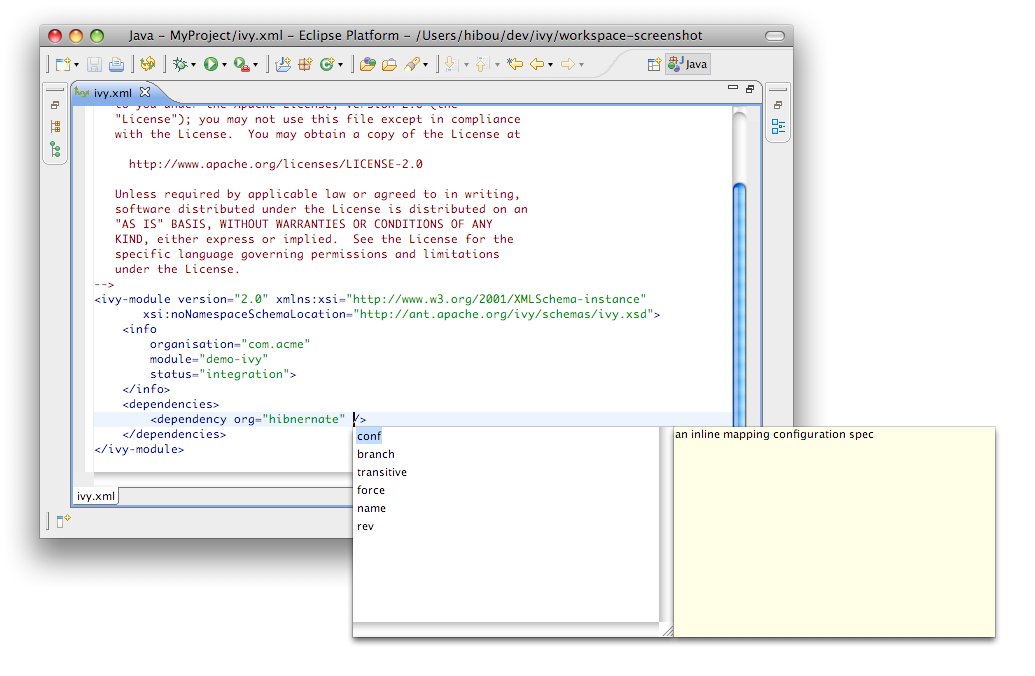 Java – MyProject/ivy.xml – Eclipse Platform – /Users/hibou/dev/ivy/workspace–screenshot
Java
ivy.xml
to you under the Apache License, Version 2.0 (the
"License"); you may not use this file except in compliance
with the License.  You may obtain a copy of the License at
http://www.apache.org/licenses/LICENSE-2.0
Unless required by applicable law or agreed to in writing,
software distributed under the License is distributed on an
"AS IS" BASIS, WITHOUT WARRANTIES OR CONDITIONS OF ANY
KIND, either express or implied.  See the License for the
specific language governing permissions and limitations
under the License.
-->
<ivy-module version="2.0" xmlns:xsi="http://www.w3.org/2001/XMLSchema-instance"
xsi:noNamespaceSchemaLocation="http://ant.apache.org/ivy/schemas/ivy.xsd">
<info
organisation="com.acme"
module="demo-ivy"
status="integration">
</info>
<dependencies>
<dependency org="hibnernate" />
</dependencies>
</ivy-module>
conf
branch
transitive
force
name
rev
an inline mapping configuration spec
ivy.xml